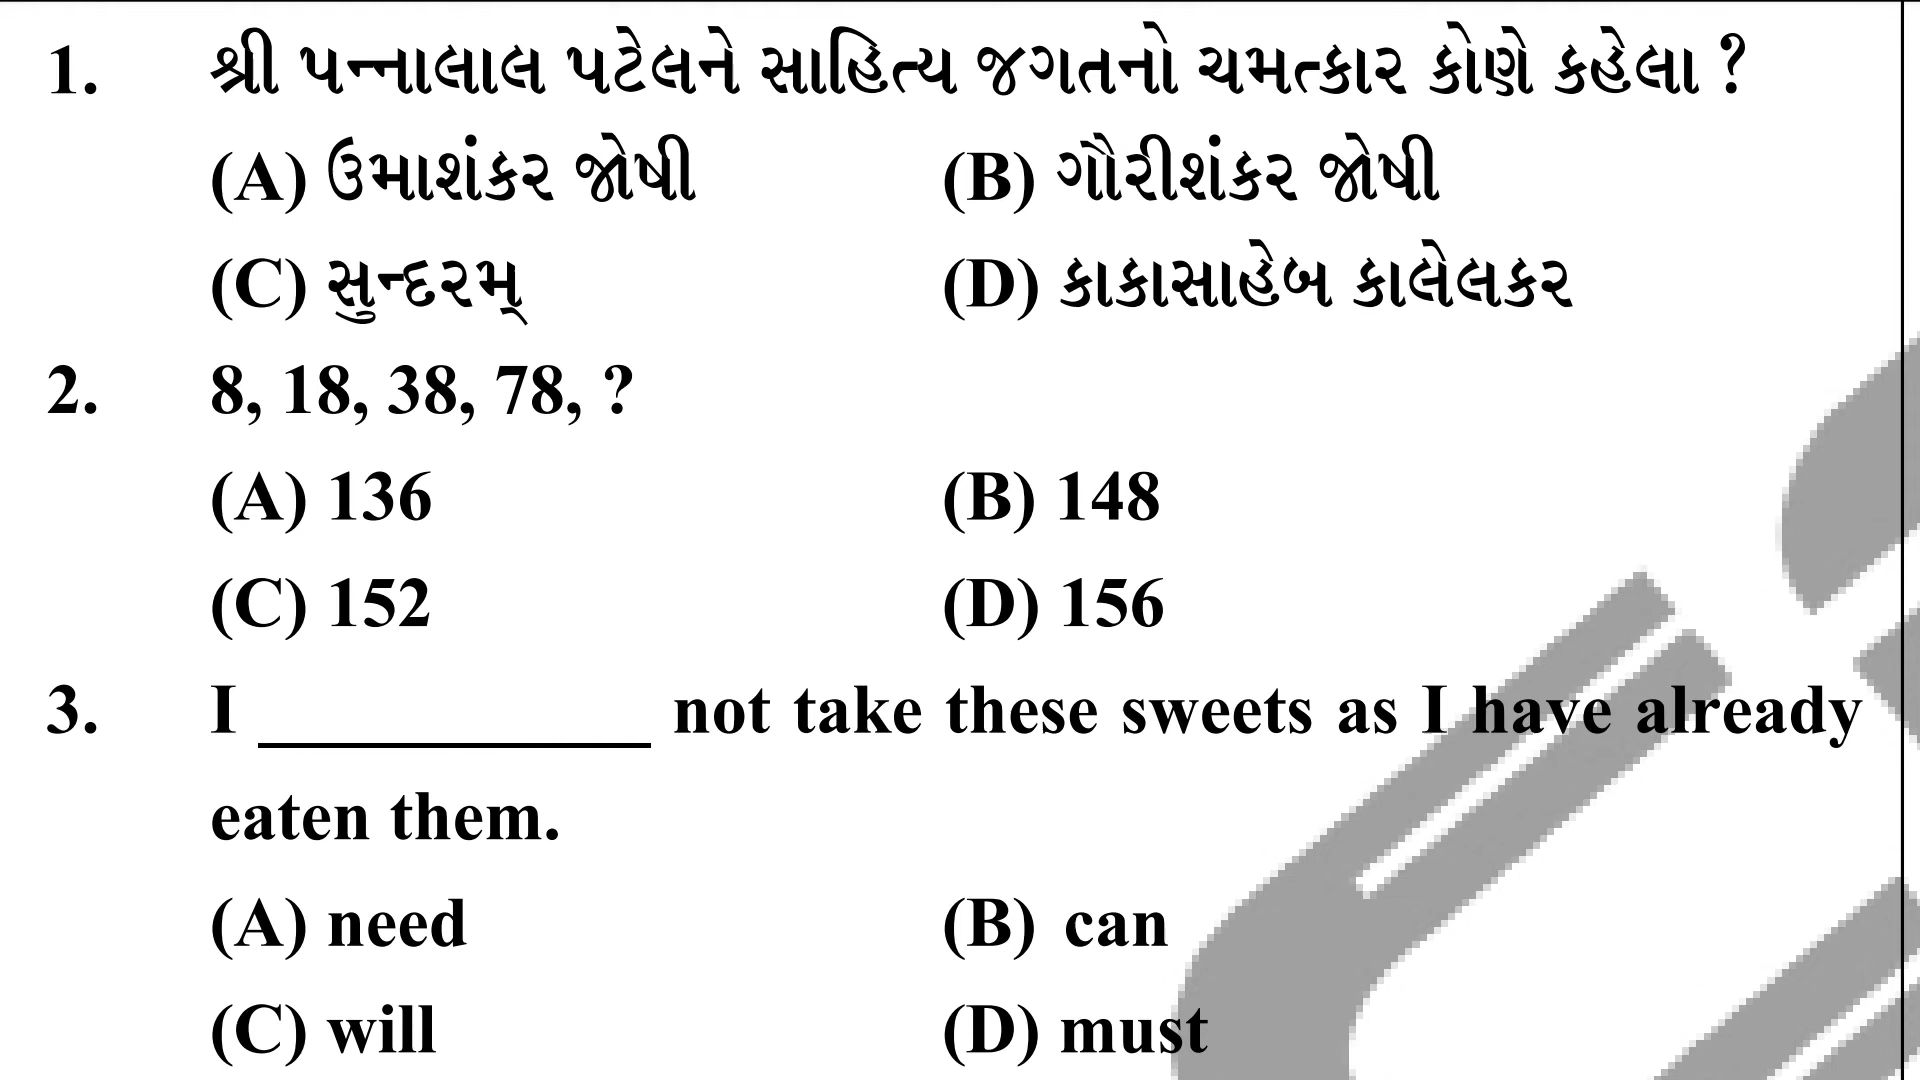 1. શ્રી પન્નાલાલ પટેલને સાહિત્ય જગતનો ચમત્કાર કોણે કહેલા ?
(A) ઉમાશંકર જોષી (B) ગૌરીશંકર જોષી
(C) સુન્દરમ્ (D) કાકાસાહેબ કાલેલકર
2. 8, 18, 38, 78, ?
(A) 136 (B) 148
(C) 152 (D) 156
3. I __________ not take these sweets as I have already
eaten them.
(A) need (B) can
(C) will (D) must